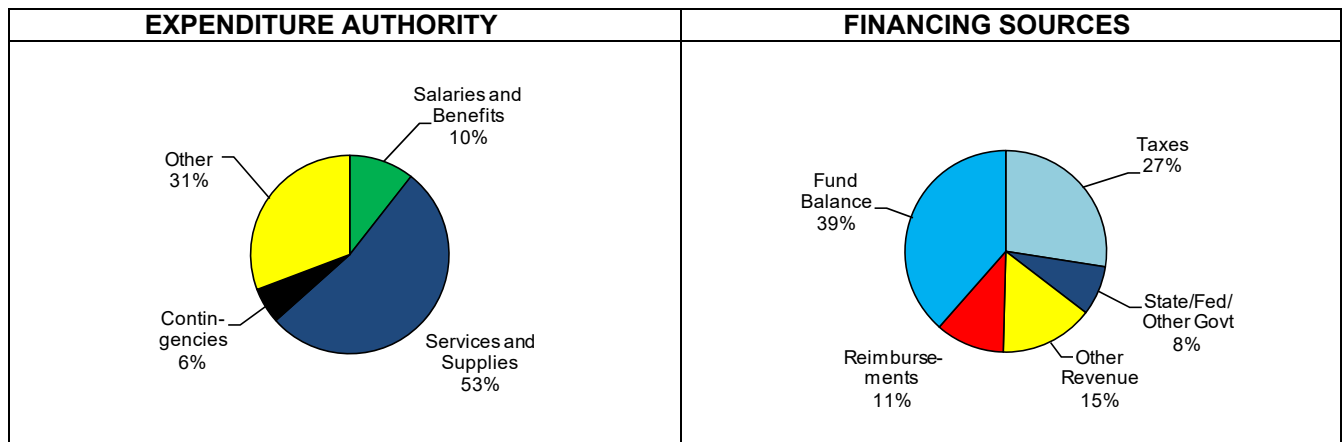 EXPENDITURE AUTHORITY
Salaries and
Benefits
10%
Other
31%
Contin-
gencies
6%
Services and
Supplies
53%
FINANCING SOURCES
Taxes
27%
Fund
Balance
39%
State/Fed/
Other Govt
8%
Reimburse-
ments
11%
Other
Revenue
15%